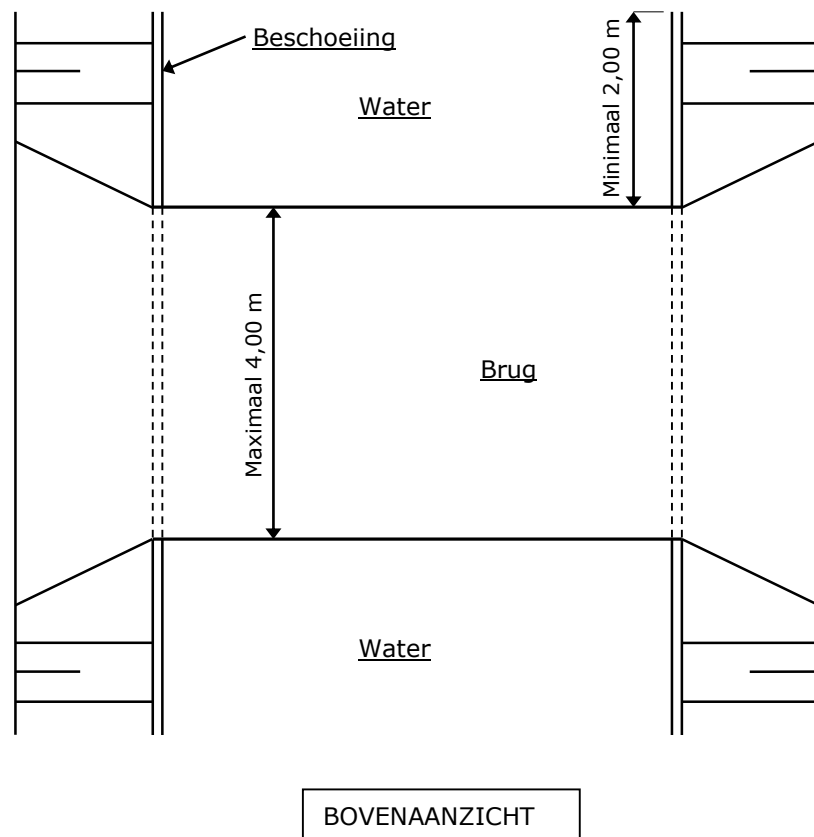 Beschoeiing
Water
Minimaal 2,00 m
Maximaal 4,00 m
Brug
Water
BOVENAANZICHT